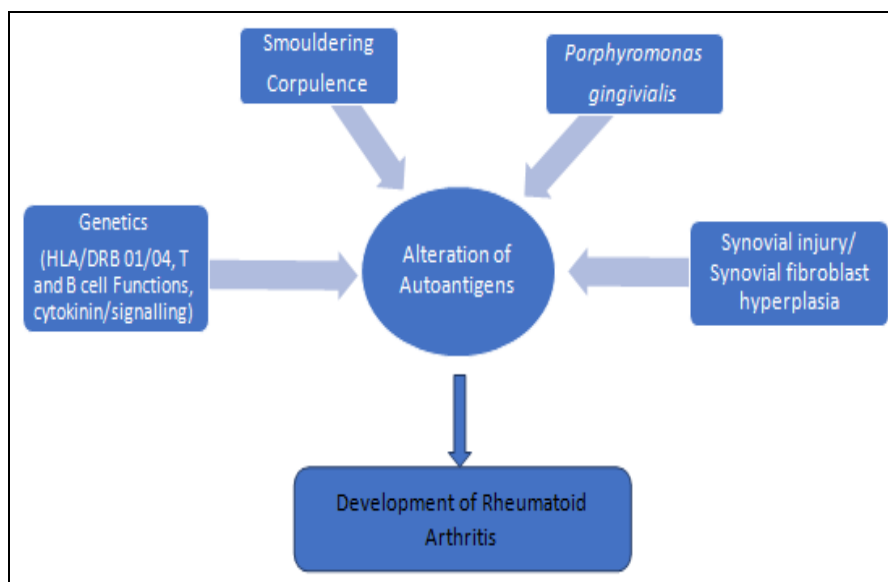 Smouldering
Corpulence
Porphyromonas
gingivialis
Genetics
(HLA/DRB 01/04, T
and B cell Functions,
cytokinin/signalling)
Alteration of
Autoantigens
Synovial injury/
Synovial fibroblast
hyperplasia
Development of Rheumatoid
Arthritis